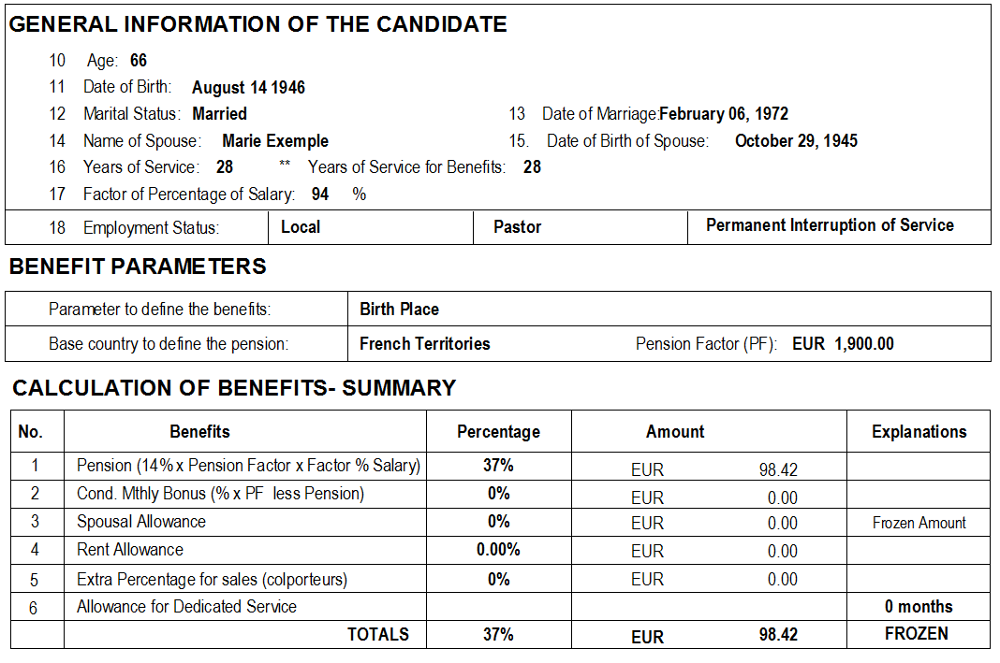 GENERAL INFORMATION OF THE CANDIDATE
10 Age: 66
11 Date of Birth: August 14 1946
12 Marital Status: Married 13 Date of Marriage:February 06, 1972
14 Name of Spouse: Marie Exemple 15. Date of Birth of Spouse: October 29, 1945
16 Years of Service: 28 ** Years of Service for Benefits: 28
17 Factor of Percentage of Salary: 94 %
18 Employment Status: Local Pastor Permanent Interruption of Service
BENEFIT PARAMETERS
Parameter to define the benefits: Birth Place
Base country to define the pension: French Territories Pension Factor (PF): EUR 1,900.00
CALCULATION OF BENEFITS- SUMMARY
No. Benefits Percentage Amount Explanations
1 Pension (14% x Pension Factor x Factor % Salary) 37% EUR 98.42
2 Cond. Mthly Bonus (% x PF less Pension) 0% EUR 0.00
3 Spousal Allowance 0% EUR 0.00 Frozen Amount
4 Rent Allowance 0.00% EUR 0.00
5 Extra Percentage for sales (colporteurs) 0% EUR 0.00
6 Allowance for Dedicated Service 0 months
TOTALS 37% EUR 98.42 FROZEN